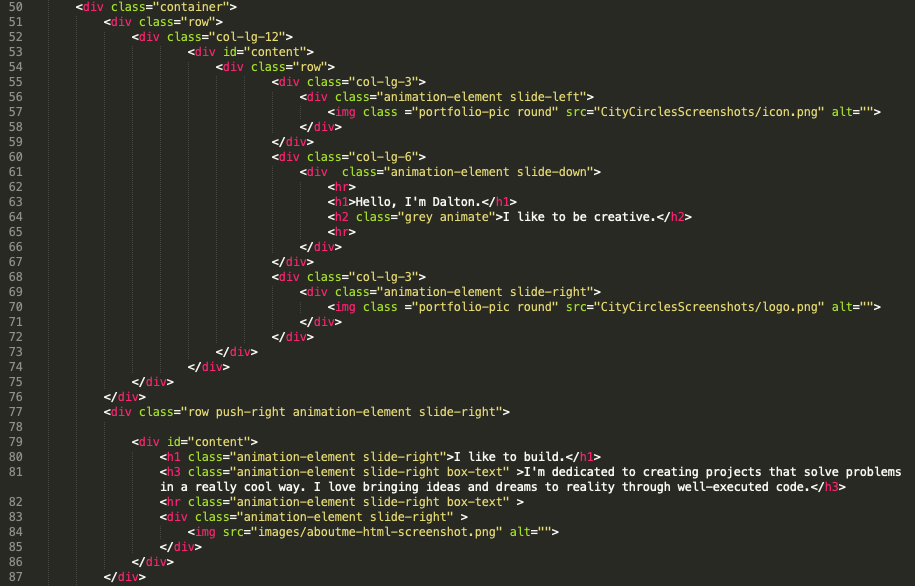 50 <div class="container">
51 <div class="row">
52 <div class="col-lg-12">
53 <div id="content">
54 <div class="row">
55 <div class="col-lg-3">
56 <div class="animation-element slide-left">
57 <img class ="portfolio-pic round" src="CityCirclesScreenshots/icon.png" alt="">
58 </div>
59 </div>
60 <div class="col-lg-6">
61 <div  class="animation-element slide-down">
62 <hr>
63 <h1>Hello, I'm Dalton.</h1>
64 <h2 class="grey animate">I like to be creative.</h2>
65 <hr>
66 </div>
67 </div>
68 <div class="col-lg-3">
69 <div class="animation-element slide-right">
70 <img class ="portfolio-pic round" src="CityCirclesScreenshots/logo.png" alt="">
71 </div>
72 </div>
73 </div>
74 </div>
75 </div>
76 </div>
77 <div class="row push-right animation-element slide-right">
78
79 <div id="content">
80 <h1 class="animation-element slide-right">I like to build.</h1>
81 <h3 class="animation-element slide-right box-text" >I'm dedicated to creating projects that solve problems
in a really cool way. I love bringing ideas and dreams to reality through well-executed code.</h3>
82 <hr class="animation-element slide-right box-text" >
83 <div class="animation-element slide-right" >
84 <img src="images/aboutme-html-screenshot.png" alt="">
85 </div>
86 </div>
87 </div>